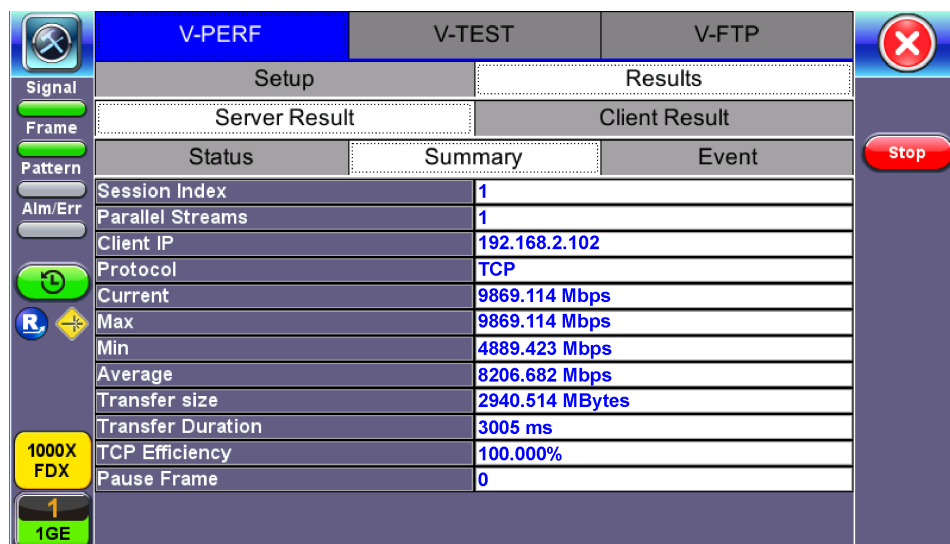 V-PERF V-TEST V-FTP
Setup Results
Signal
Server Result Client Result
Frame
Status Summary Event
Stop
Pattern
Session Index 1
Alm/Err
Parallel Streams 1
Client IP 192.168.2.102
Protocol TCP
Current 9869.114 Mbps
R
Max 9869.114 Mbps
Min 4889.423 Mbps
Average 8206.682 Mbps
Transfer size 2940.514 MBytes
Transfer Duration 3005 ms
1000X
FDX
TCP Efficiency 100.000%
Pause Frame 0
1
1GE